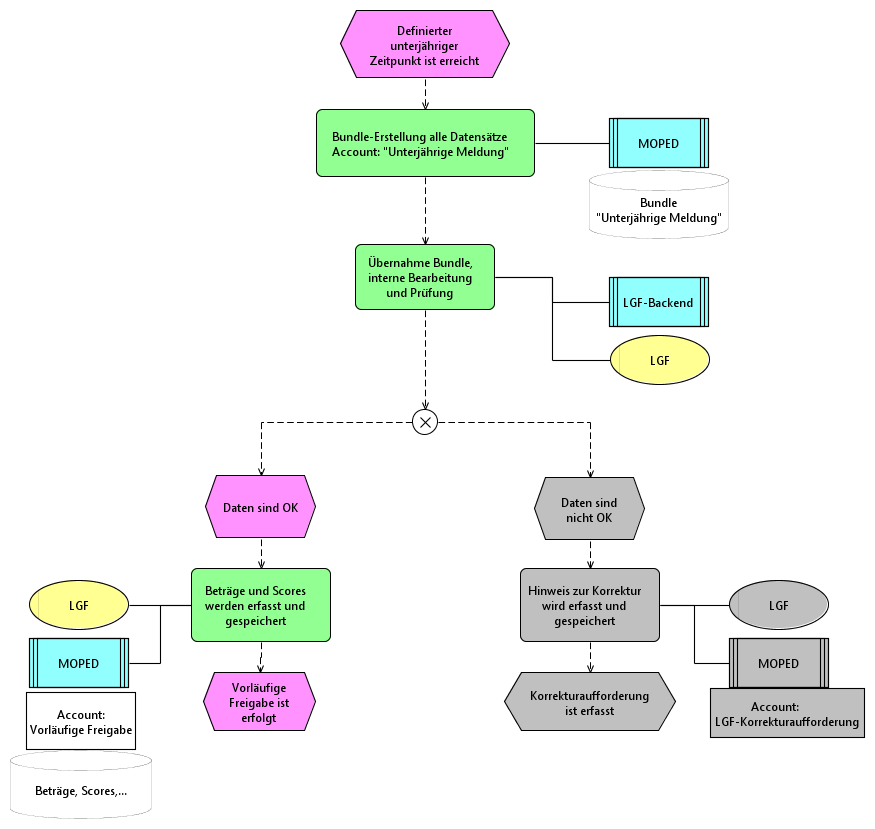 Definierter
unterjähriger
Zeitpunkt ist erreicht
Bundle-Erstellung alle Datensätze
Account: "Unterjährige Meldung"
MOPED
Bundle
"Unterjährige Meldung"
Übernahme Bundle,
interne Bearbeitung
und Prüfung
LGF-Backend
LGF
Daten sind OK
Daten sind
nicht OK
LGF
Beträge und Scores
werden erfasst und
gespeichert
Hinweis zur Korrektur
wird erfasst und
gespeichert
LGF
MOPED
MOPED
Account:
Vorläufige Freigabe
Vorläufige
Freigabe ist
erfolgt
Korrekturaufforderung
ist erfasst
Account:
LGF-Korrekturaufforderung
Beträge, Scores,...